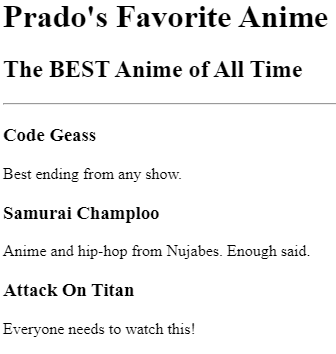 Prado's Favorite Anime
The BEST Anime of All Time
Code Geass
Best ending from any show.
Samurai Champloo
Anime and hip-hop from Nujabes. Enough said.
Attack On Titan
Everyone needs to watch this!